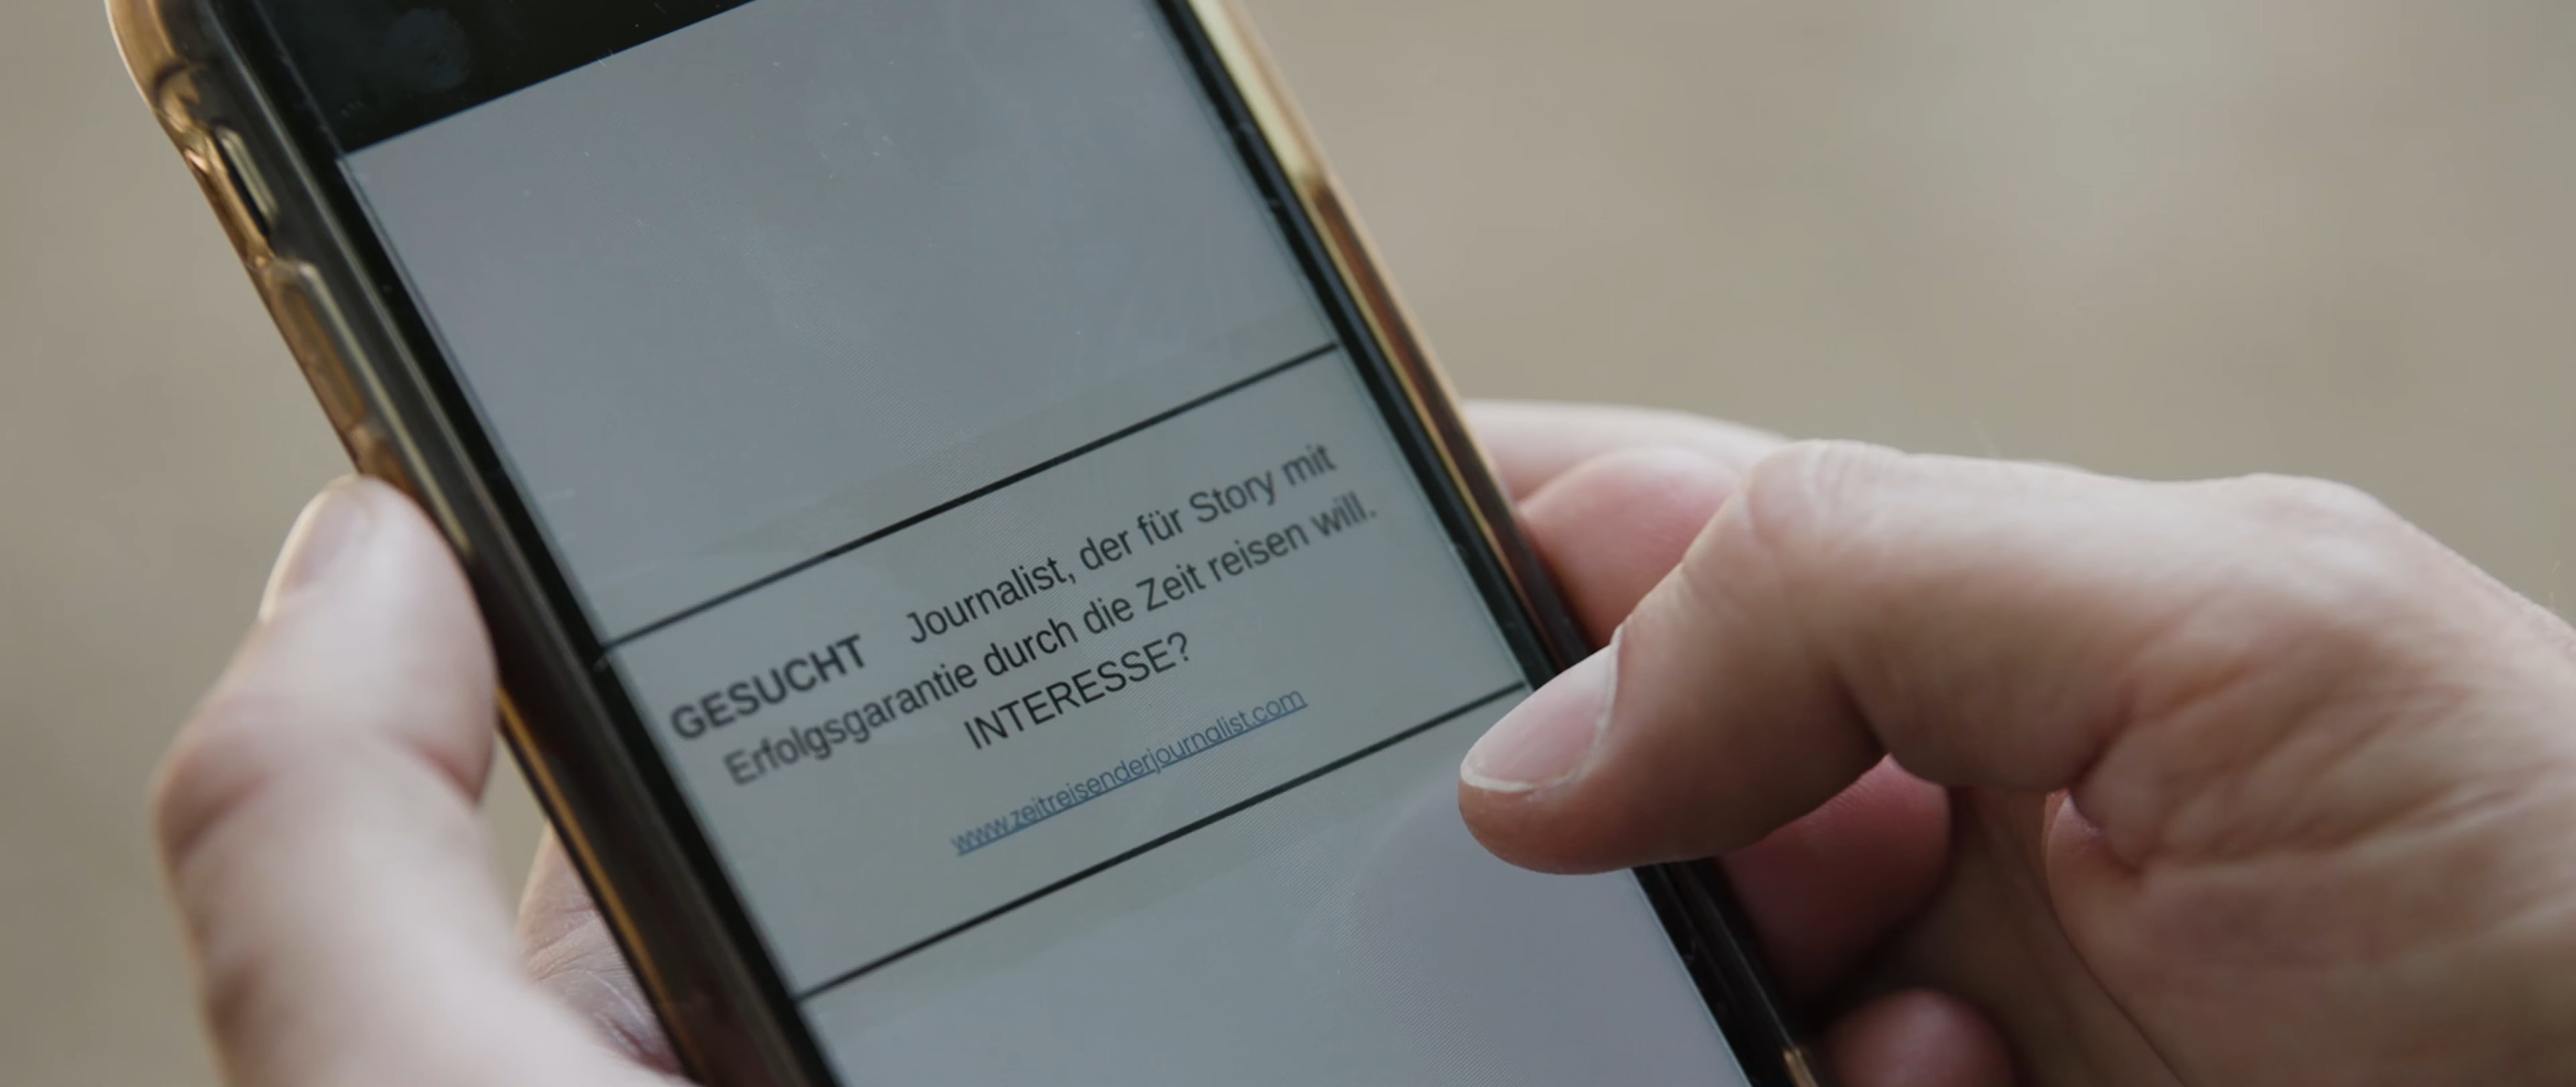 GESUCHT Journalist, der für Story mit
Erfolgsgarantie durch die Zeit reisen will.
INTERESSE?
www.zeitreisenderjournalist.com